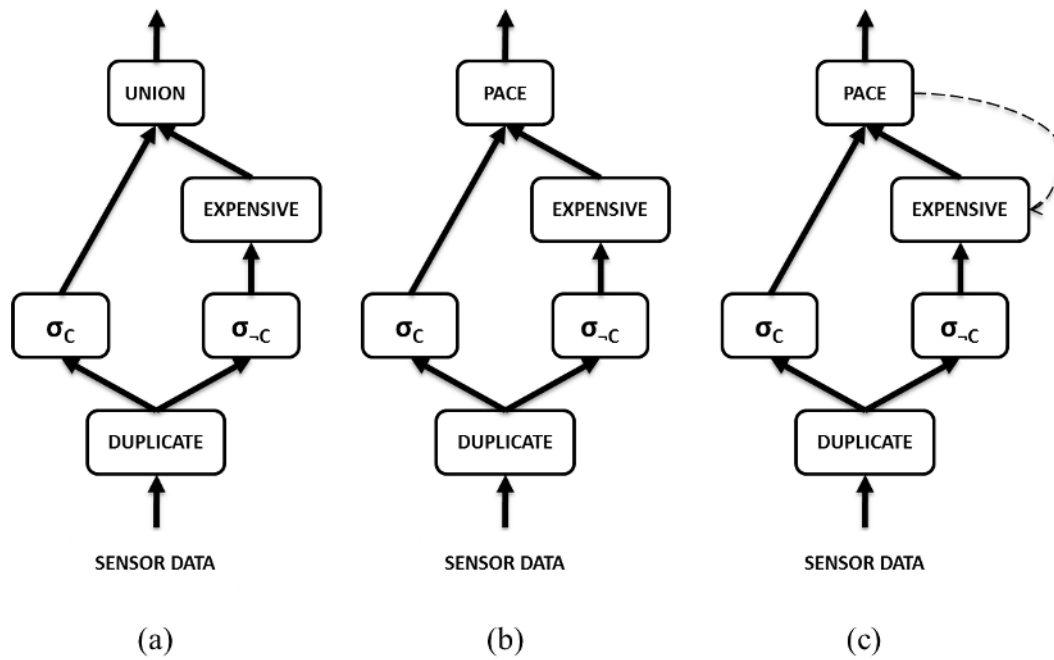 UNION
EXPENSIVE
σC
σ¬C
DUPLICATE
SENSOR DATA
(a)
PACE
EXPENSIVE
σC
σ¬C
DUPLICATE
SENSOR DATA
(b)
PACE
EXPENSIVE
σC
σ¬C
DUPLICATE
SENSOR DATA
(c)